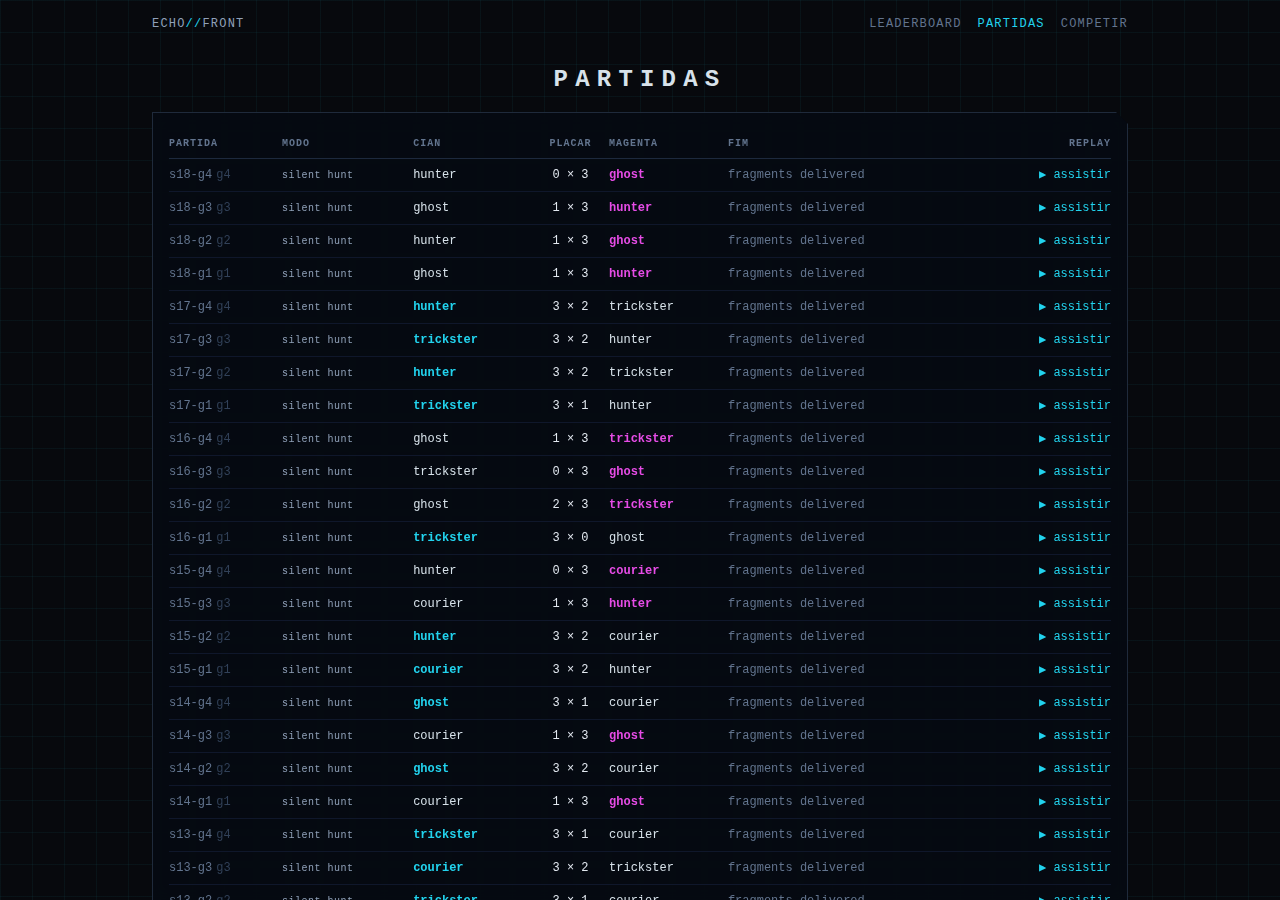 ECHO//FRONT LEADERBOARD PARTIDAS COMPETIR
PARTIDAS
PARTIDA MODO CIAN PLACAR MAGENTA FIM REPLAY
s18-g4 g4 silent hunt hunter 0 × 3 ghost fragments delivered ▶ assistir
s18-g3 g3 silent hunt ghost 1 × 3 hunter fragments delivered ▶ assistir
s18-g2 g2 silent hunt hunter 1 × 3 ghost fragments delivered ▶ assistir
s18-g1 g1 silent hunt ghost 1 × 3 hunter fragments delivered ▶ assistir
s17-g4 g4 silent hunt hunter 3 × 2 trickster fragments delivered ▶ assistir
s17-g3 g3 silent hunt trickster 3 × 2 hunter fragments delivered ▶ assistir
s17-g2 g2 silent hunt hunter 3 × 2 trickster fragments delivered ▶ assistir
s17-g1 g1 silent hunt trickster 3 × 1 hunter fragments delivered ▶ assistir
s16-g4 g4 silent hunt ghost 1 × 3 trickster fragments delivered ▶ assistir
s16-g3 g3 silent hunt trickster 0 × 3 ghost fragments delivered ▶ assistir
s16-g2 g2 silent hunt ghost 2 × 3 trickster fragments delivered ▶ assistir
s16-g1 g1 silent hunt trickster 3 × 0 ghost fragments delivered ▶ assistir
s15-g4 g4 silent hunt hunter 0 × 3 courier fragments delivered ▶ assistir
s15-g3 g3 silent hunt courier 1 × 3 hunter fragments delivered ▶ assistir
s15-g2 g2 silent hunt hunter 3 × 2 courier fragments delivered ▶ assistir
s15-g1 g1 silent hunt courier 3 × 2 hunter fragments delivered ▶ assistir
s14-g4 g4 silent hunt ghost 3 × 1 courier fragments delivered ▶ assistir
s14-g3 g3 silent hunt courier 1 × 3 ghost fragments delivered ▶ assistir
s14-g2 g2 silent hunt ghost 3 × 2 courier fragments delivered ▶ assistir
s14-g1 g1 silent hunt courier 1 × 3 ghost fragments delivered ▶ assistir
s13-g4 g4 silent hunt trickster 3 × 1 courier fragments delivered ▶ assistir
s13-g3 g3 silent hunt courier 3 × 2 trickster fragments delivered ▶ assistir
s13-g2 g2 silent hunt trickster 3 × 1 courier fragments delivered ▶ assistir